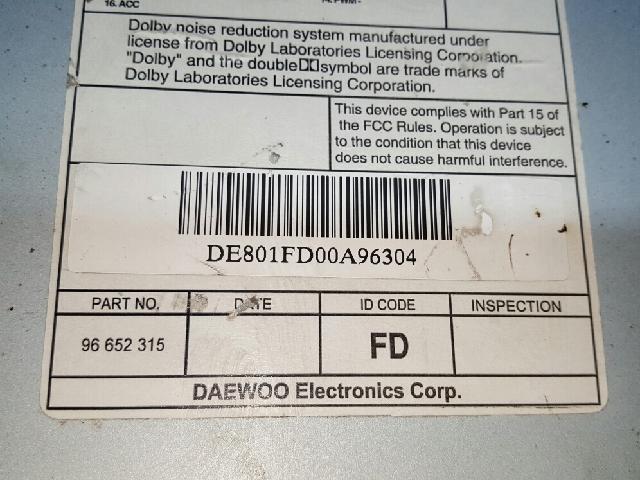 16. ACC
Dolby noise reduction system manufactured under
license from Dolby Laboratories Licensing Corporation.
"Dolby" and the double symbol are trade marks of
Dolby Laboratories Licensing Corporation.
This device complies with Part 15 of
the FCC Rules. Operation is subject
to the condition that this device
does not cause harmful interference.
DE801FD00A96304
PART NO. DATE ID CODE INSPECTION
96 652 315 FD
DAEWOO Electronics Corp.